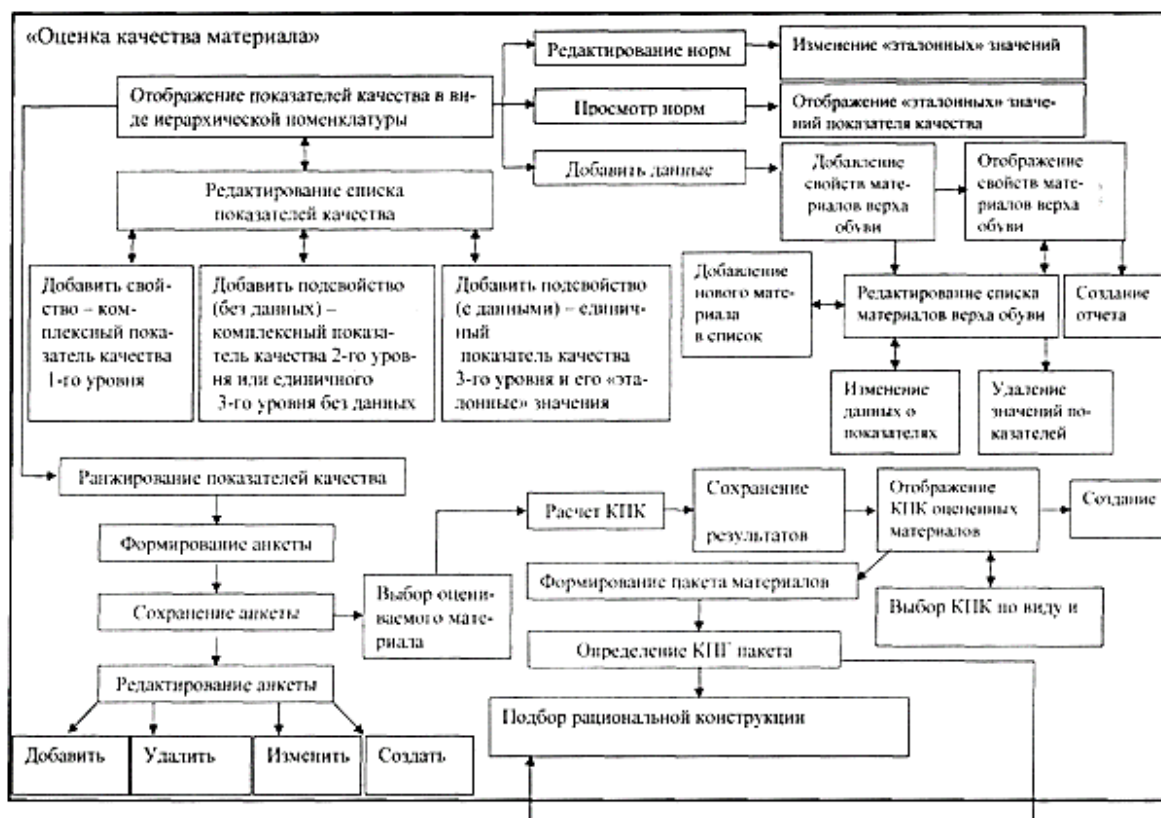 «Оценка качества материала»
Редактирование норм
Изменение «эталонных» значений
Отображение показателей качества в ви-
де иерархической номенклатуры
Просмотр норм
Отображение «эталонных» значе-
ний показателя качества
Добавить данные
Добавление
свойств мате-
риалов верха
обуви
Отображение
свойств мате-
риалов верха
обуви
Редактирование списка
показателей качества
Добавить свой-
ство – ком-
плексный пока-
затель качества
1-го уровня
Добавить подсвойство
(без данных) –
комплексный показа-
тель качества 2-го уров-
ня или единичного
3-го уровня без данных
Добавить подсвойство
(с данными) – единич-
ный
показатель качества
3-го уровня и его «эта-
лонные» значения
Добавление
нового мате-
риала
в список
Редактирование списка
материалов верха обуви
Создание
отчета
Изменение
данных о
показателях
Удаление
значений по-
казателей
Ранжирование показателей качества
Формирование анкеты
Сохранение анкеты
Редактирование анкеты
Добавить
Удалить
Изменить
Создать
Выбор оцени-
ваемого мате-
риала
Расчет КПК
Сохранение
результатов
Отображение
КПК оцененных
материалов
Создание
Формирование пакета материалов
Выбор КПК по виду и
Определение КПГ пакета
Подбор рациональной конструкции